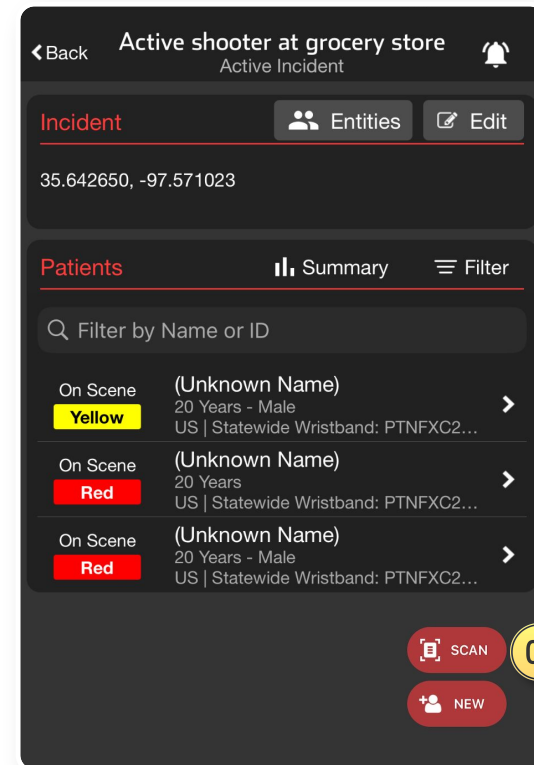 Back
Active shooter at grocery store
Active Incident
Incident
Entities
Edit
35.642650, -97.571023
Patients
Summary
Filter
Filter by Name or ID
On Scene
Yellow
(Unknown Name)
20 Years - Male
US | Statewide Wristband: PTNFXC2...
On Scene
Red
(Unknown Name)
20 Years
US | Statewide Wristband: PTNFXC2...
On Scene
Red
(Unknown Name)
20 Years - Male
US | Statewide Wristband: PTNFXC2...
SCAN
NEW